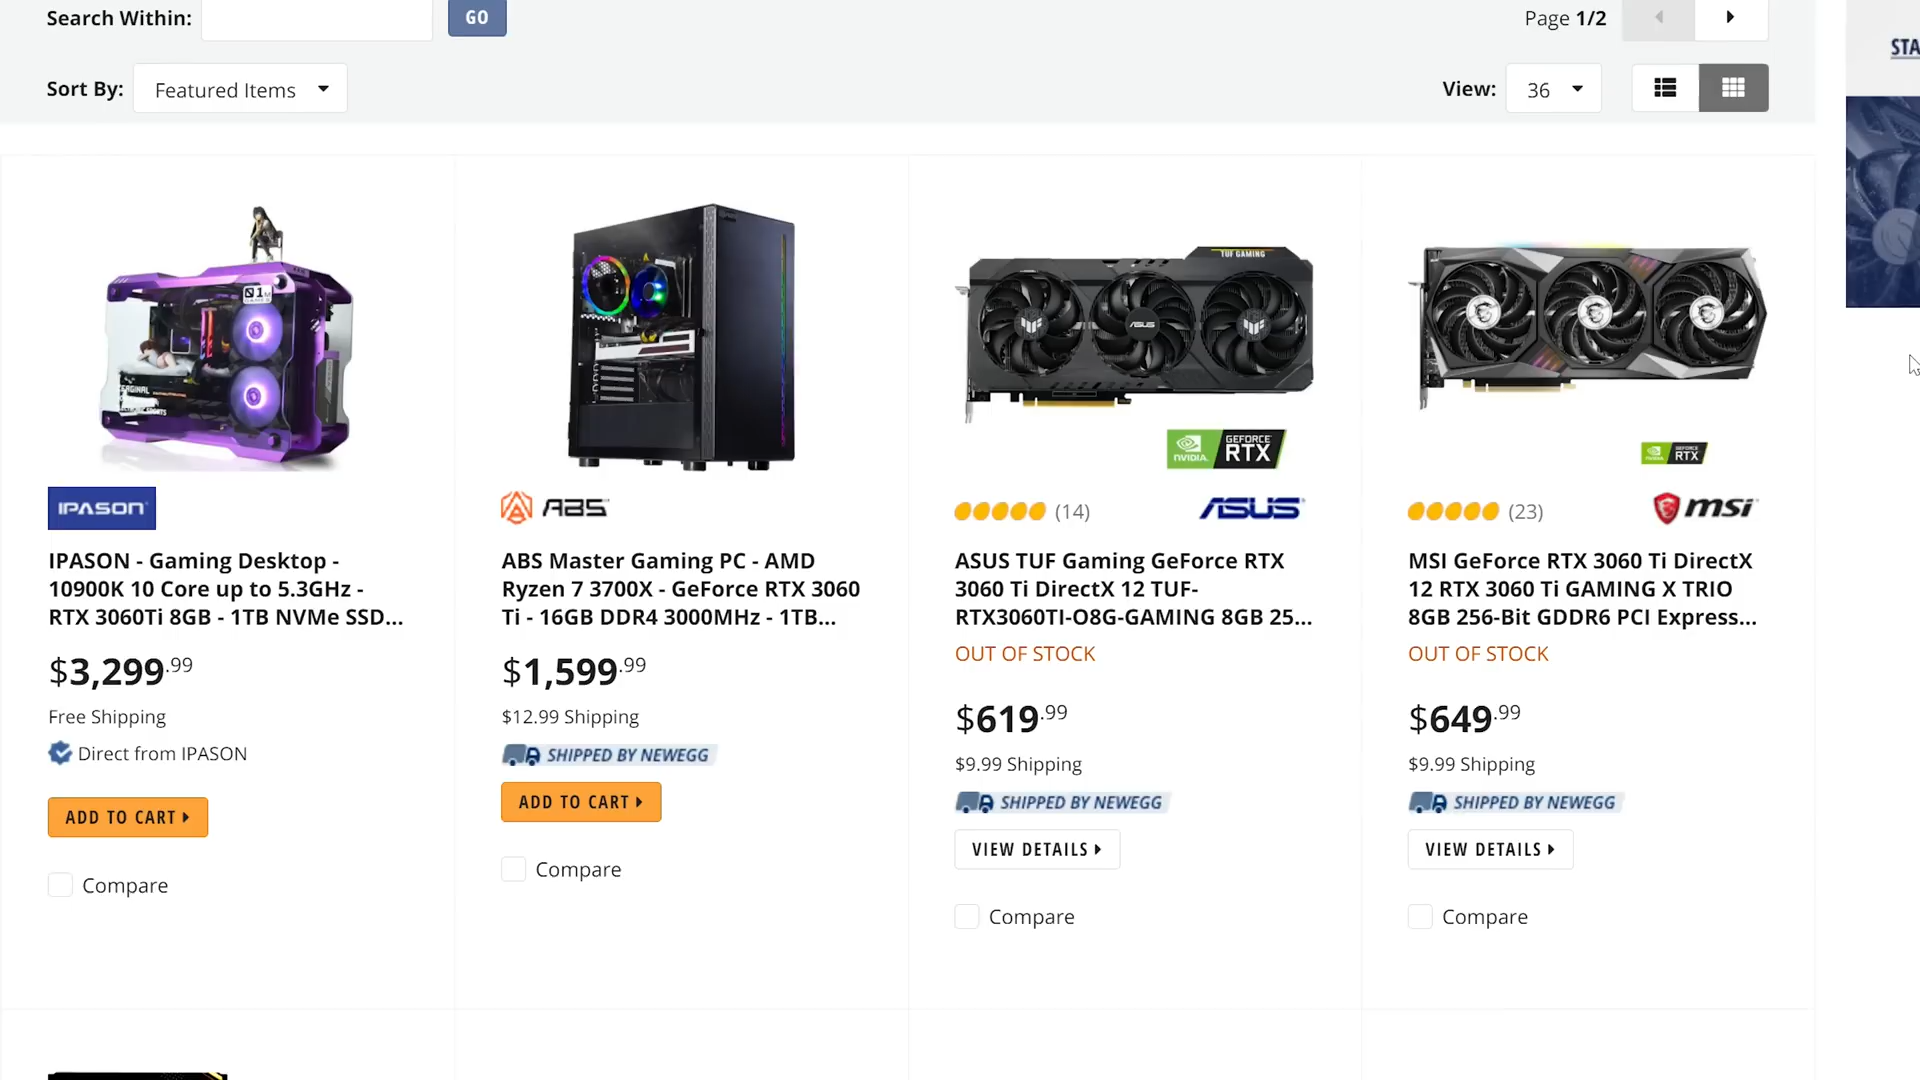 Search Within:
GO
Page 1/2
STA
Sort By:
Featured Items
View:
36
TUF GAMING
ASUS
NVIDIA
GEFORCE
RTX
RTX
IPASON
ABS
(14)
ASUS
(23)
msi
IPASON - Gaming Desktop -
10900K 10 Core up to 5.3GHz -
RTX 3060Ti 8GB - 1TB NVMe SSD...
$3,299.99
Free Shipping
Direct from IPASON
ADD TO CART
Compare
ABS Master Gaming PC - AMD
Ryzen 7 3700X - GeForce RTX 3060
Ti - 16GB DDR4 3000MHz - 1TB...
$1,599.99
$12.99 Shipping
SHIPPED BY NEWEGG
ADD TO CART
Compare
ASUS TUF Gaming GeForce RTX
3060 Ti DirectX 12 TUF-
RTX3060TI-O8G-GAMING 8GB 25...
OUT OF STOCK
$619.99
$9.99 Shipping
SHIPPED BY NEWEGG
VIEW DETAILS
Compare
MSI GeForce RTX 3060 Ti DirectX
12 RTX 3060 Ti GAMING X TRIO
8GB 256-Bit GDDR6 PCI Express...
OUT OF STOCK
$649.99
$9.99 Shipping
SHIPPED BY NEWEGG
VIEW DETAILS
Compare